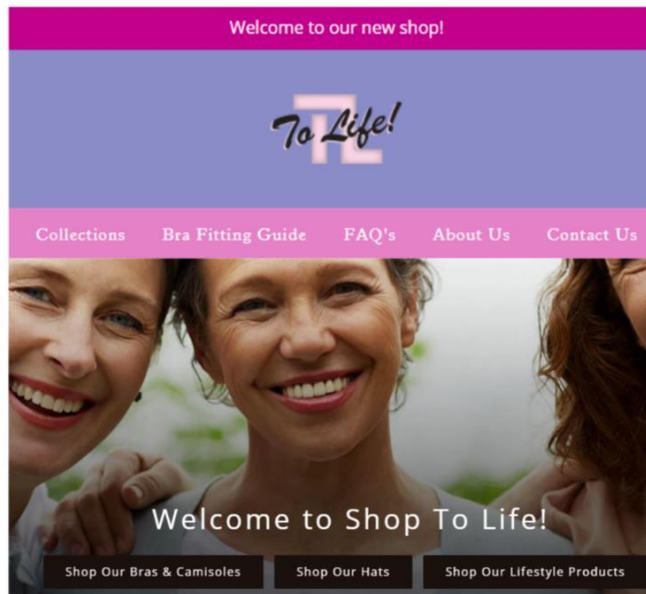 Welcome to our new shop!
To Life!
Collections Bra Fitting Guide FAQ's About Us Contact Us
Welcome to Shop To Life!
Shop Our Bras & Camisoles Shop Our Hats Shop Our Lifestyle Products